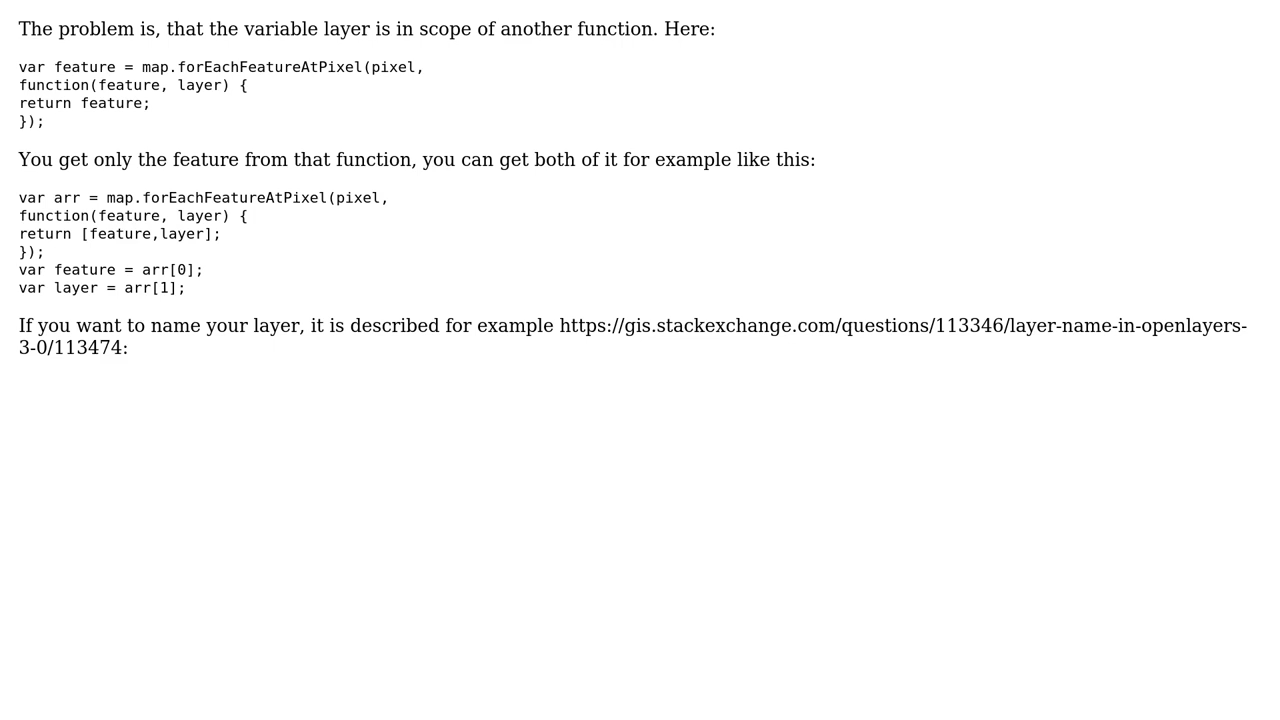 The problem is, that the variable layer is in scope of another function. Here:
var feature = map.forEachFeatureAtPixel(pixel,
function(feature, layer) {
return feature;
});
You get only the feature from that function, you can get both of it for example like this:
var arr = map.forEachFeatureAtPixel(pixel,
function(feature, layer) {
return [feature,layer];
});
var feature = arr[0];
var layer = arr[1];
If you want to name your layer, it is described for example https://gis.stackexchange.com/questions/113346/layer-name-in-openlayers-
3-0/113474: